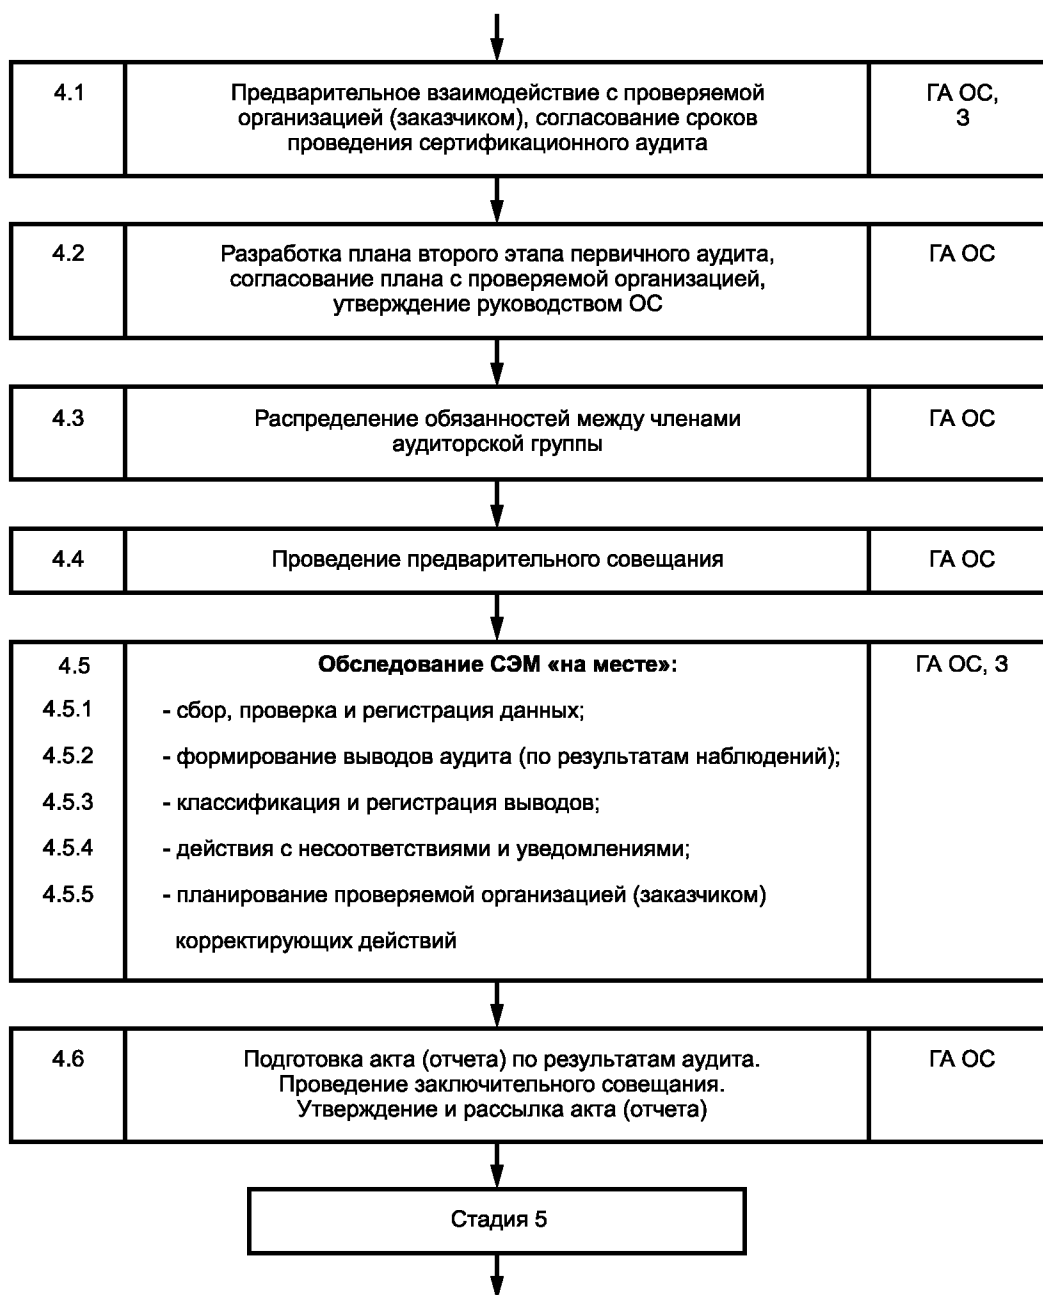 4.1
Предварительное взаимодействие с проверяемой
организацией (заказчиком), согласование сроков
проведения сертификационного аудита
ГА ОС,
З
4.2
Разработка плана второго этапа первичного аудита,
согласование плана с проверяемой организацией,
утверждение руководством ОС
ГА ОС
4.3
Распределение обязанностей между членами
аудиторской группы
ГА ОС
4.4
Проведение предварительного совещания
ГА ОС
4.5
Обследование СЭМ «на месте»:
ГА ОС, З
4.5.1
- сбор, проверка и регистрация данных;
4.5.2
- формирование выводов аудита (по результатам наблюдений);
4.5.3
- классификация и регистрация выводов;
4.5.4
- действия с несоответствиями и уведомлениями;
4.5.5
- планирование проверяемой организацией (заказчиком)
корректирующих действий
4.6
Подготовка акта (отчета) по результатам аудита.
Проведение заключительного совещания.
Утверждение и рассылка акта (отчета)
ГА ОС
Стадия 5